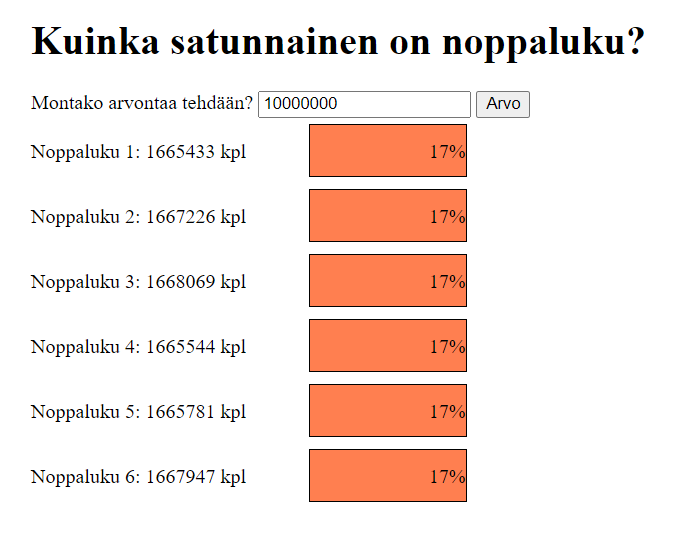 Kuinka satunnainen on noppaluku?
Montako arvontaa tehdään? 10000000 Arvo
Noppaluku 1: 1665433 kpl 17%
Noppaluku 2: 1667226 kpl 17%
Noppaluku 3: 1668069 kpl 17%
Noppaluku 4: 1665544 kpl 17%
Noppaluku 5: 1665781 kpl 17%
Noppaluku 6: 1667947 kpl 17%